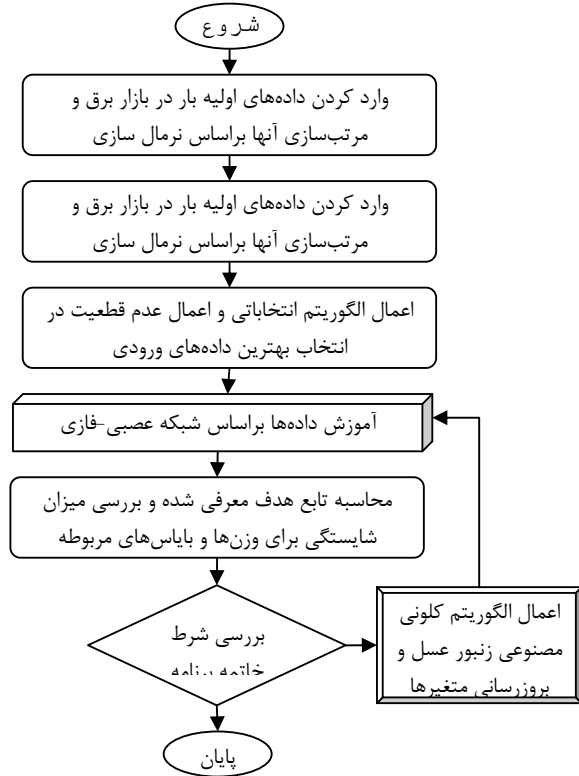 شروع
وارد کردن داده‌های اولیه بار در بازار برق و
مرتب‌سازی آنها براساس نرمال سازی
وارد کردن داده‌های اولیه بار در بازار برق و
مرتب‌سازی آنها براساس نرمال سازی
اعمال الگوریتم انتخاباتی و اعمال عدم قطعیت در
انتخاب بهترین داده‌های ورودی
آموزش داده‌ها براساس شبکه عصبی-فازی
محاسبه تابع هدف معرفی شده و بررسی میزان
شایستگی برای وزن‌ها و بایاس‌های مربوطه
بررسی شرط
خاتمه برنامه
اعمال الگوریتم کلونی
مصنوعی زنبور عسل و
بروزرسانی متغیرها
پایان